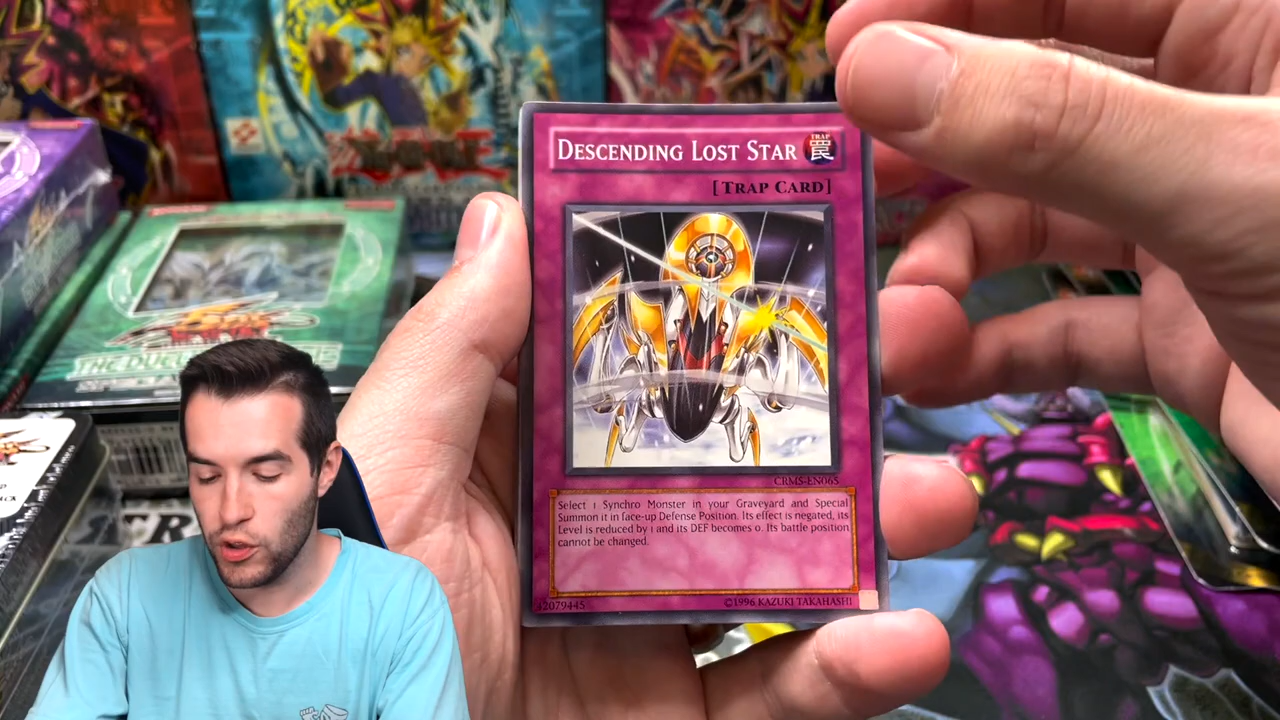 DESCENDING LOST STAR
TRAP
罠
[TRAP CARD]
CRMS-EN065
Select 1 Synchro Monster in your Graveyard and Special
Summon it in face-up Defense Position. Its effect is negated, its
Level is reduced by 1 and its DEF becomes 0. Its battle position
cannot be changed.
©1996 KAZUKI TAKAHASHI
THE DUEL